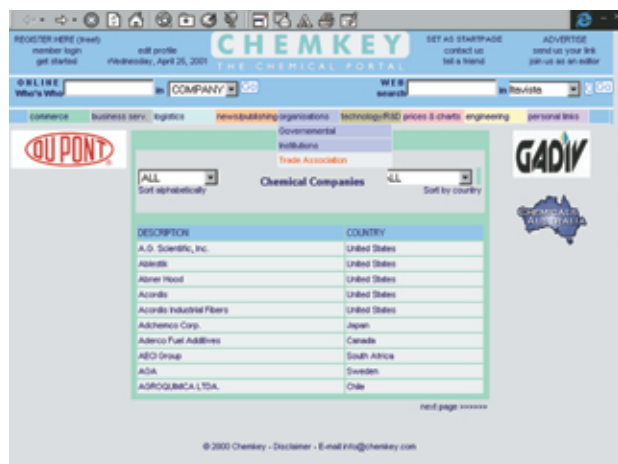 REGISTER HERE (free!)
member login
get started
edit profile
Wednesday, April 25, 2001
CHEMKEY
THE CHEMICAL PORTAL
SET AS STARTPAGE
contact us
tell a friend
ADVERTISE
send us your link
join us as an editor
ONLINE
Who's Who
in COMPANY
GO
WEB
search
in Itavista
GO
commerce business serv. logistics news/publishing organisations technology/R&D prices & charts engineering personal links
Governemental
Institutions
Trade Association
DU PONT
GADIV
CHEMICALS
AUSTRALIA
ALL
Sort alphabetically
Chemical Companies
ALL
Sort by country
DESCRIPTION COUNTRY
A.G. Scientific, Inc. United States
Ablestik United States
Abner Hood United States
Acordis United States
Acordis Industrial Fibers United States
Adchemco Corp. Japan
Aderco Fuel Additives Canada
AECI Group South Africa
AGA Sweden
AGROQUIMICA LTDA. Chile
next page »»»»»»
© 2000 Chemkey - Disclaimer - E-mail info@chemkey.com